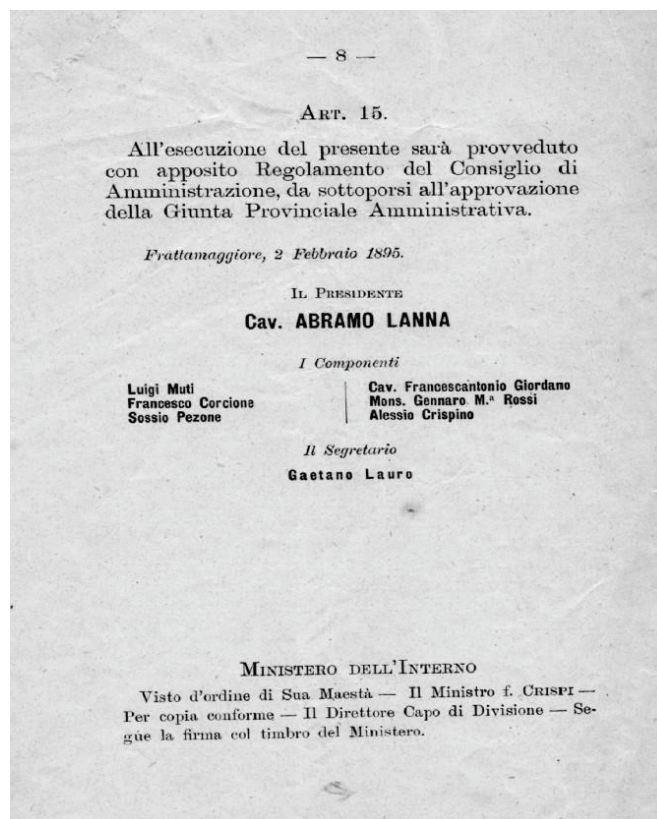 — 8 —
ART. 15.
All'esecuzione del presente sarà provveduto
con apposito Regolamento del Consiglio di
Amministrazione, da sottoporsi all'approvazione
della Giunta Provinciale Amministrativa.
Frattamaggiore, 2 Febbraio 1895.
IL PRESIDENTE
Cav. ABRAMO LANNA
I Componenti
Luigi Muti
Francesco Corcione
Sossio Pezone
Cav. Francescantonio Giordano
Mons. Gennaro M.ª Rossi
Alessio Crispino
Il Segretario
Gaetano Lauro
MINISTERO DELL'INTERNO
Visto d'ordine di Sua Maestà — Il Ministro f. CRISPI —
Per copia conforme — Il Direttore Capo di Divisione — Se-
gue la firma col timbro del Ministero.